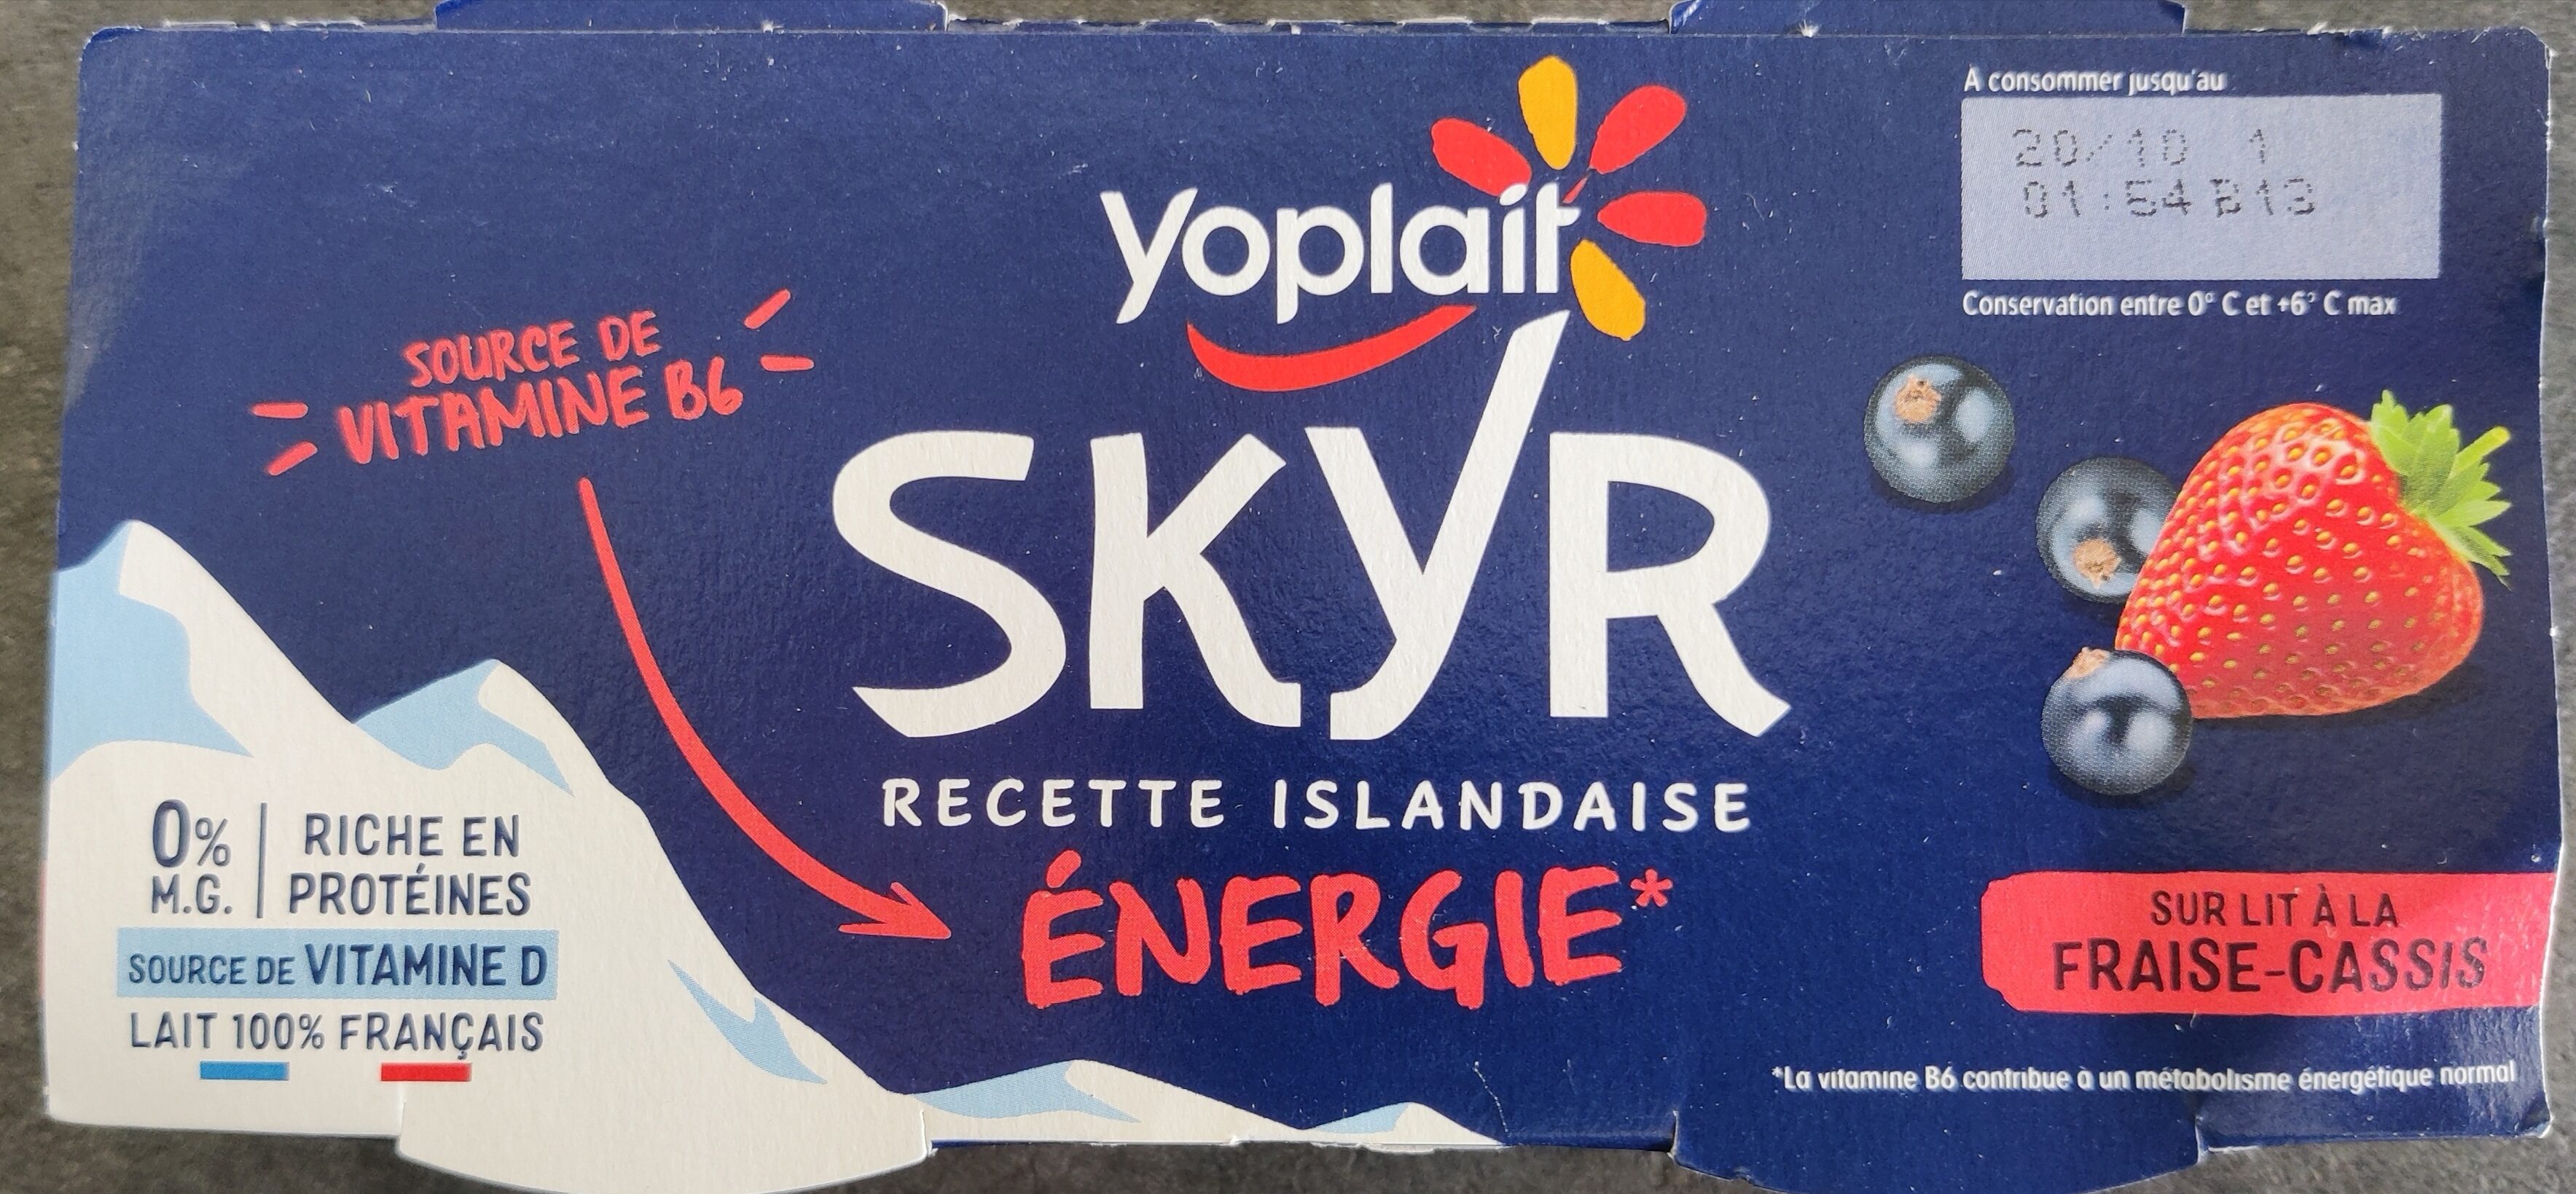 yoplait
SKYR
RECETTE ISLANDAISE
ÉNERGIE*
SOURCE DE
VITAMINE B6
0% M.G.
RICHE EN
PROTÉINES
SOURCE DE VITAMINE D
LAIT 100% FRANÇAIS
A consommer jusqu'au
20/10 1
01:54 B13
Conservation entre 0° C et +6° C max
SUR LIT À LA
FRAISE-CASSIS
*La vitamine B6 contribue à un métabolisme énergétique normal